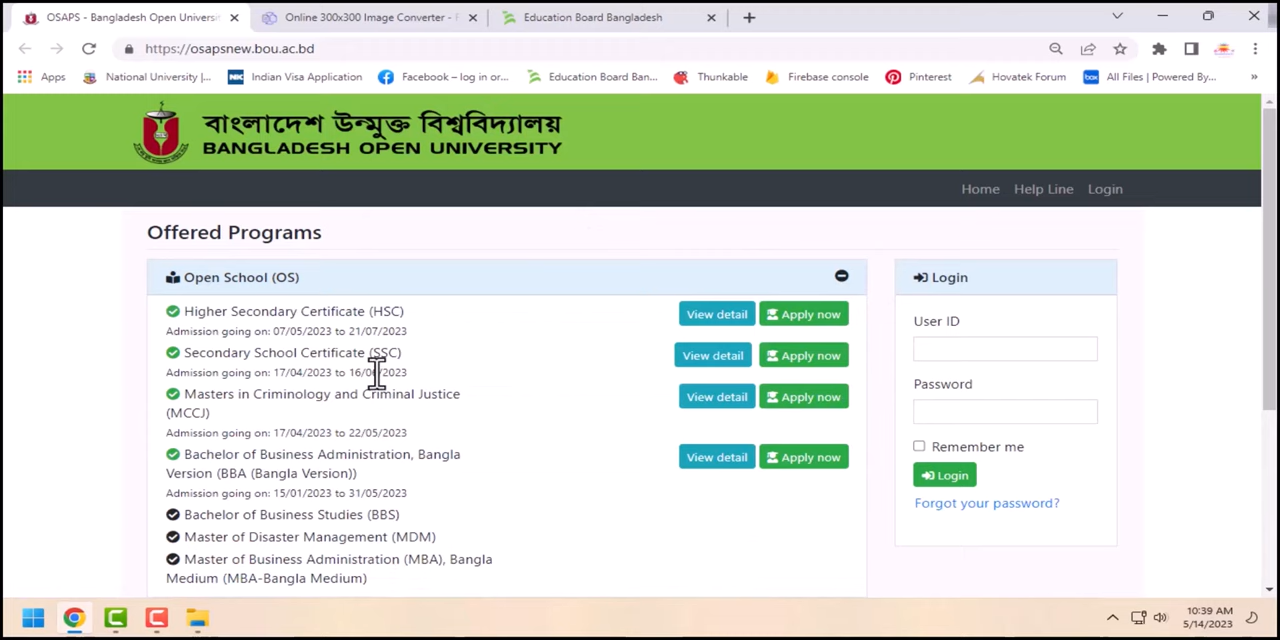 OSAPS - Bangladesh Open Universit
Online 300x300 Image Converter - F
Education Board Bangladesh
https://osapsnew.bou.ac.bd
Apps
National University |...
Indian Visa Application
Facebook – log in or...
Education Board Ban...
Thunkable
Firebase console
Pinterest
Hovatek Forum
All Files | Powered By...
বাংলাদেশ উন্মুক্ত বিশ্ববিদ্যালয়
BANGLADESH OPEN UNIVERSITY
Home Help Line Login
Offered Programs
Open School (OS)
Higher Secondary Certificate (HSC)
View detail Apply now
Admission going on: 07/05/2023 to 21/07/2023
Secondary School Certificate (SSC)
View detail Apply now
Admission going on: 17/04/2023 to
Masters in Criminology and Criminal Justice
(MCCJ)
View detail Apply now
Admission going on: 17/04/2023 to 22/05/2023
Bachelor of Business Administration, Bangla
Version (BBA (Bangla Version))
View detail Apply now
Admission going on: 15/01/2023 to 31/05/2023
Bachelor of Business Studies (BBS)
Master of Disaster Management (MDM)
Master of Business Administration (MBA), Bangla
Medium (MBA-Bangla Medium)
Login
User ID
Password
Remember me
Login
Forgot your password?
10:39 AM
5/14/2023